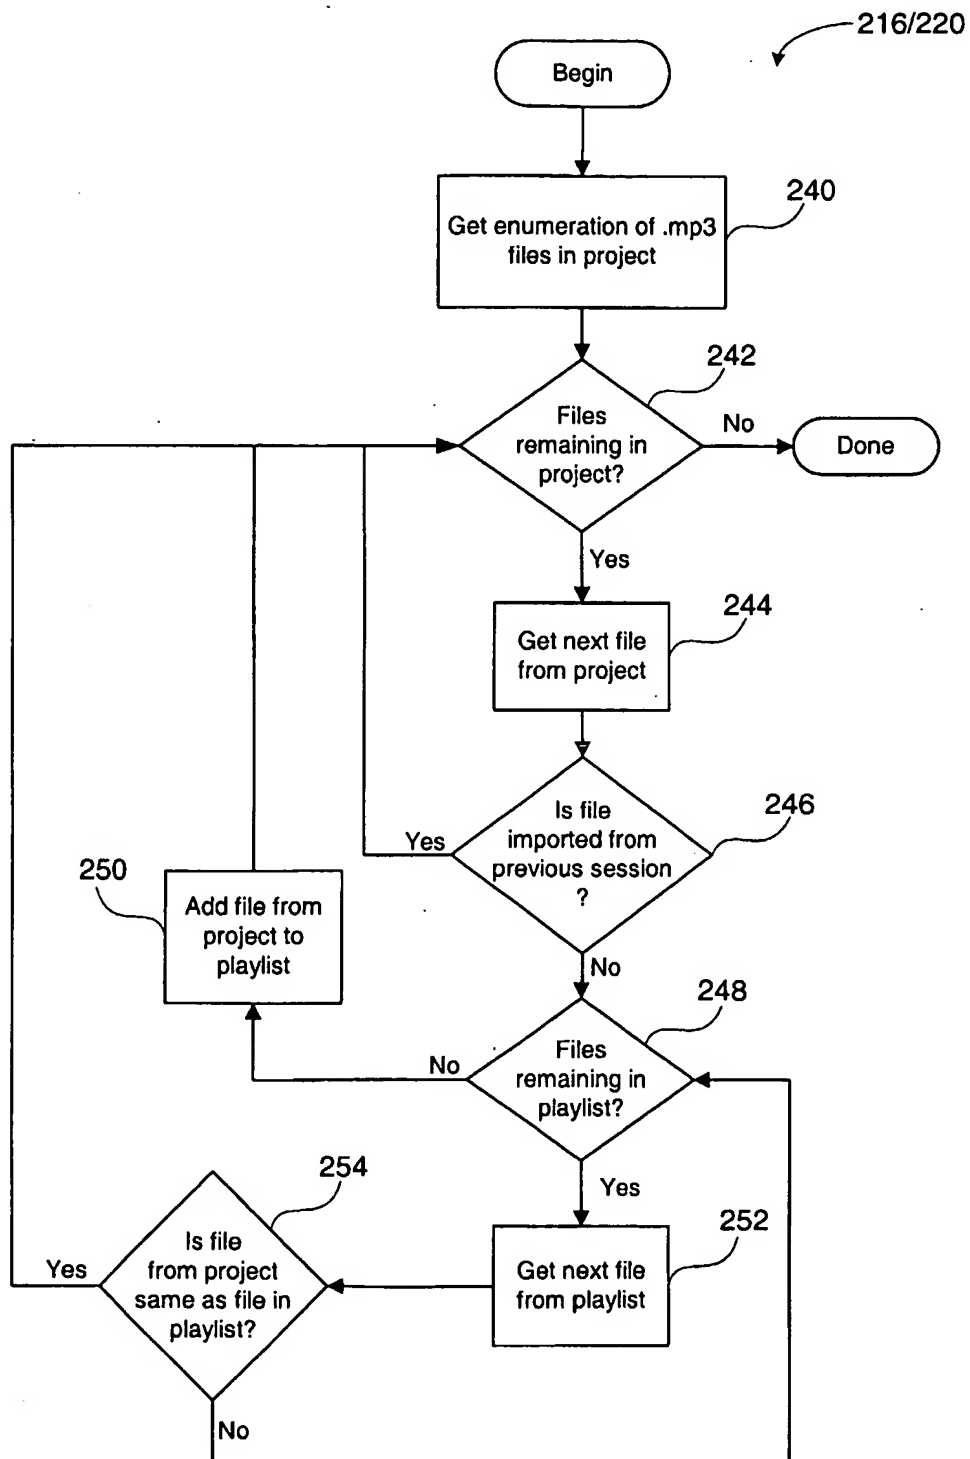 216/220
Begin
240
Get enumeration of .mp3
files in project
242
Files
remaining in
project?
No
Done
Yes
244
Get next file
from project
246
Is file
imported from
previous session
?
Yes
250
Add file from
project to
playlist
No
248
Files
remaining in
playlist?
No
254
Yes
252
Is file
from project
same as file in
playlist?
Yes
Get next file
from playlist
No